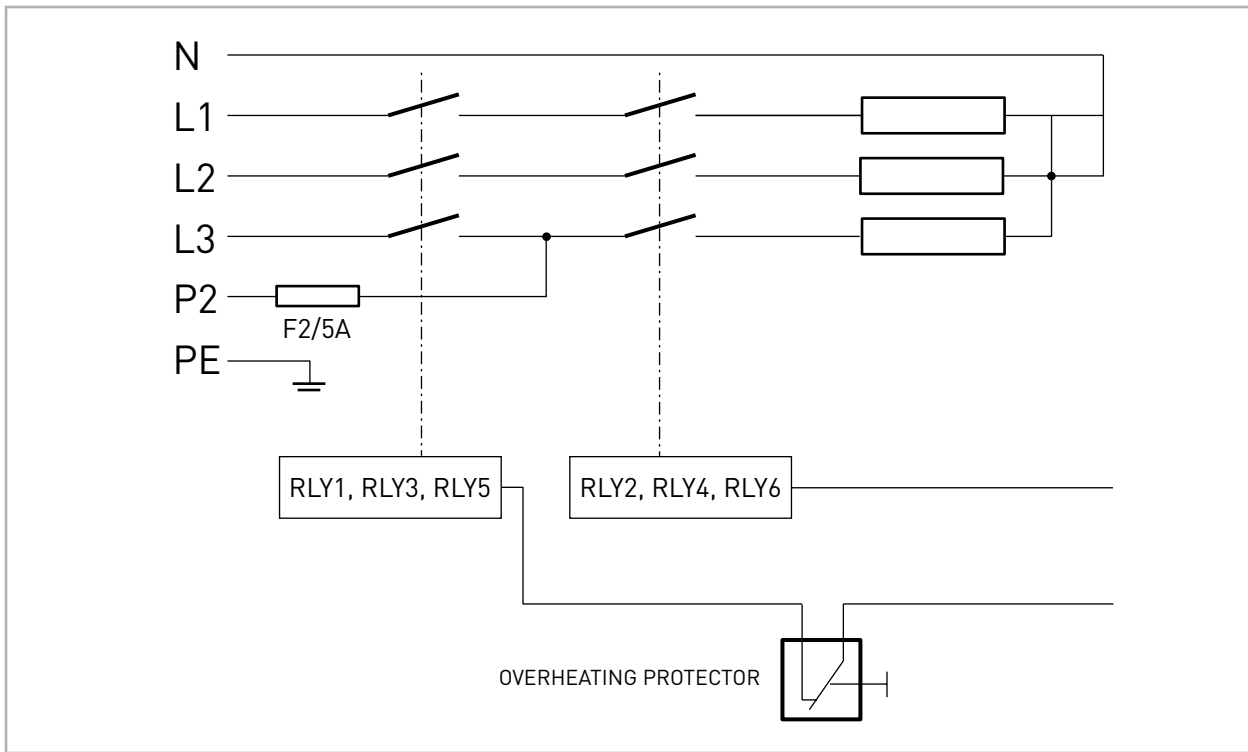 N
L1
L2
L3
P2
F2/5A
PE
RLY1, RLY3, RLY5
RLY2, RLY4, RLY6
OVERHEATING PROTECTOR